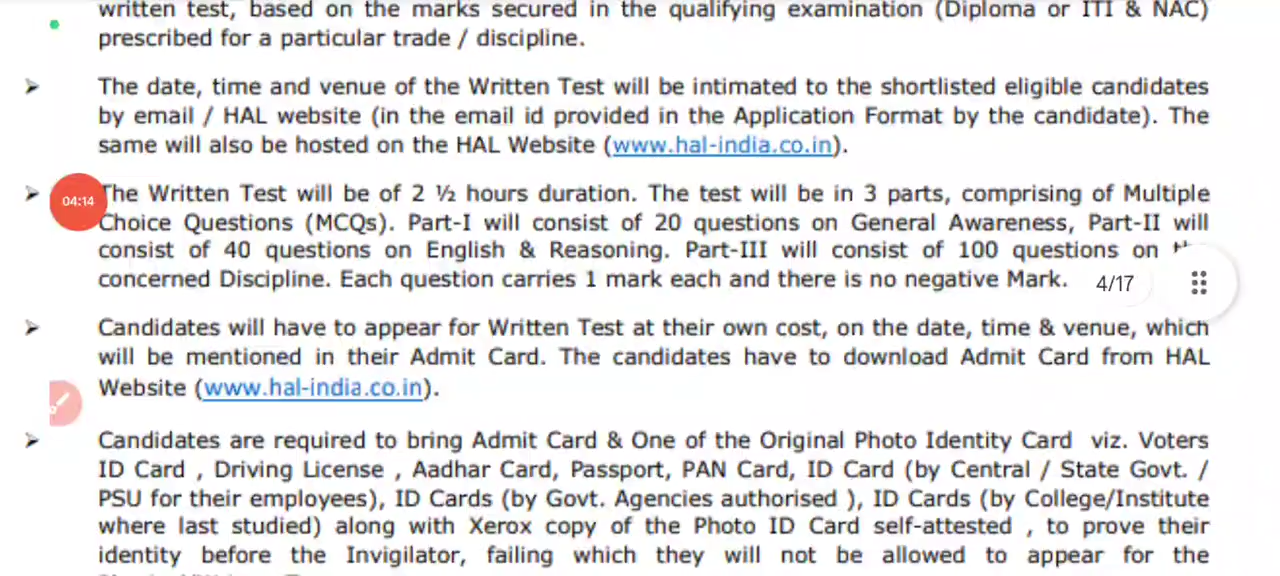 written test, based on the marks secured in the qualifying examination (Diploma or ITI & NAC)
prescribed for a particular trade / discipline.
➤ The date, time and venue of the Written Test will be intimated to the shortlisted eligible candidates
by email / HAL website (in the email id provided in the Application Format by the candidate). The
same will also be hosted on the HAL Website (www.hal-india.co.in).
➤ The Written Test will be of 2 ½ hours duration. The test will be in 3 parts, comprising of Multiple
04:14
Choice Questions (MCQs). Part-I will consist of 20 questions on General Awareness, Part-II will
consist of 40 questions on English & Reasoning. Part-III will consist of 100 questions on
concerned Discipline. Each question carries 1 mark each and there is no negative Mark.
4/17
➤ Candidates will have to appear for Written Test at their own cost, on the date, time & venue, which
will be mentioned in their Admit Card. The candidates have to download Admit Card from HAL
Website (www.hal-india.co.in).
➤ Candidates are required to bring Admit Card & One of the Original Photo Identity Card viz. Voters
ID Card , Driving License , Aadhar Card, Passport, PAN Card, ID Card (by Central / State Govt. /
PSU for their employees), ID Cards (by Govt. Agencies authorised ), ID Cards (by College/Institute
where last studied) along with Xerox copy of the Photo ID Card self-attested , to prove their
identity before the Invigilator, failing which they will not be allowed to appear for the